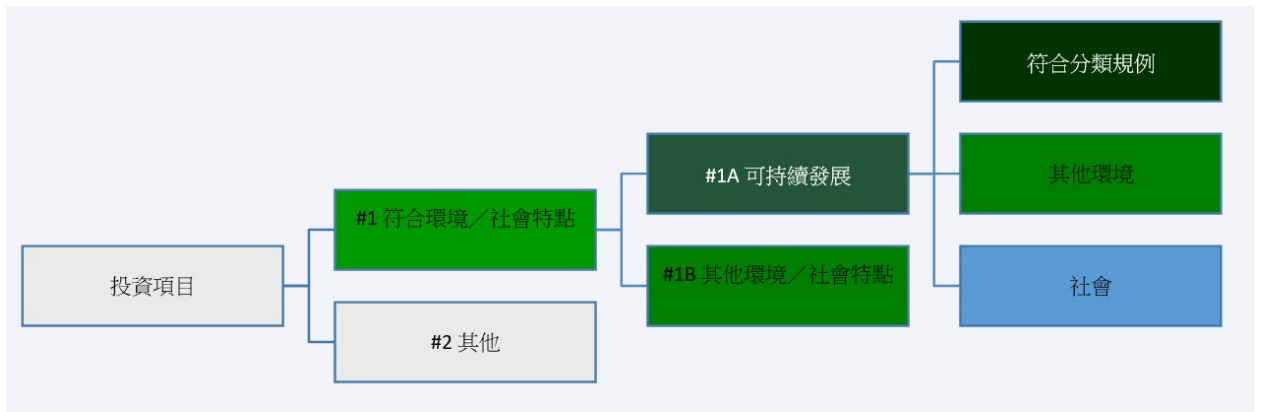 投資項目
#1 符合環境／社會特點
#2 其他
#1A 可持續發展
#1B 其他環境／社會特點
符合分類規例
其他環境
社會